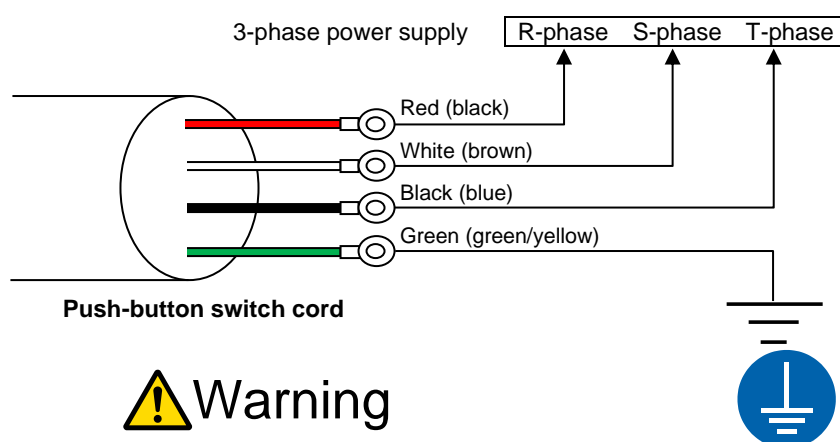 3-phase power supply R-phase S-phase T-phase
Red (black)
White (brown)
Black (blue)
Green (green/yellow)
Push-button switch cord
Warning